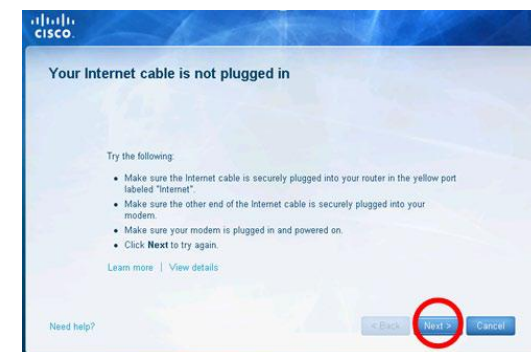 CISCO.
Your Internet cable is not plugged in
Try the following:
• Make sure the Internet cable is securely plugged into your router in the yellow port
labeled "Internet".
• Make sure the other end of the Internet cable is securely plugged into your
modem.
• Make sure your modem is plugged in and powered on.
• Click Next to try again.
Learn more | View details
Need help? < Back Next > Cancel